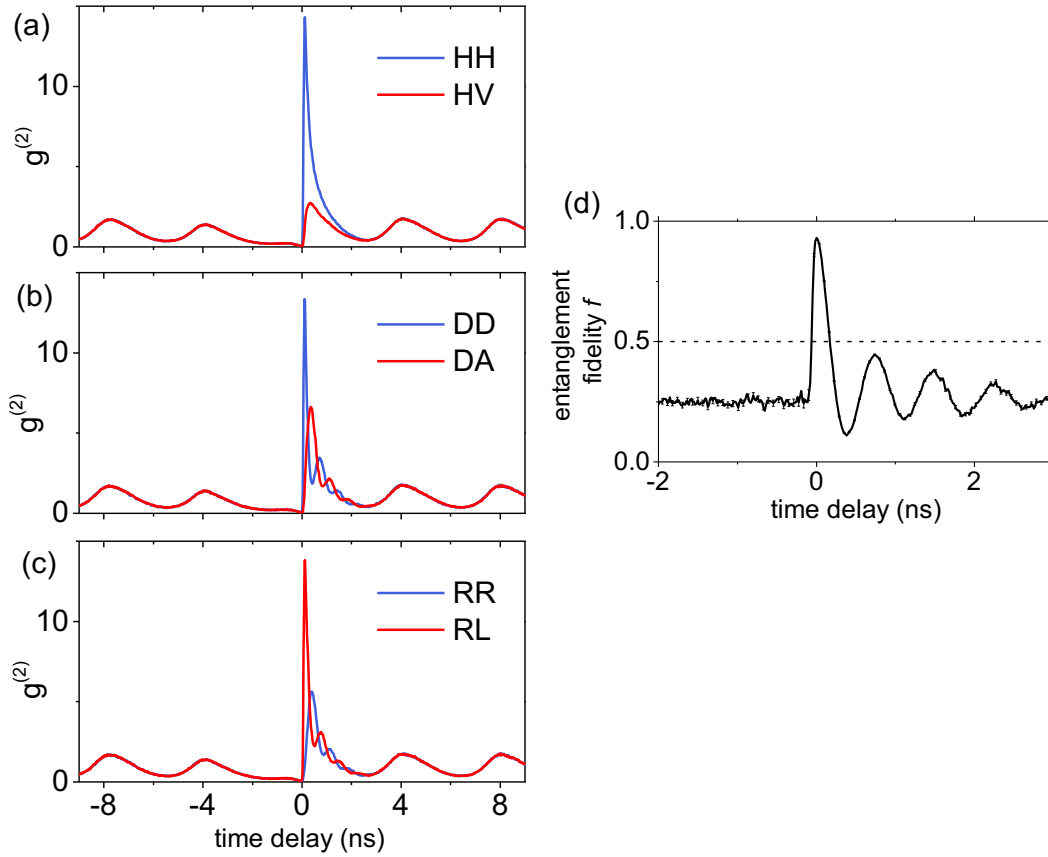 (a)
HH
HV
10
0
g(2)
(b)
DD
DA
10
0
g(2)
(c)
RR
RL
10
0
g(2)
-8 -4 0 4 8
time delay (ns)
(d)
1.0
0.5
0.0
entanglement
fidelity f
-2 0 2
time delay (ns)